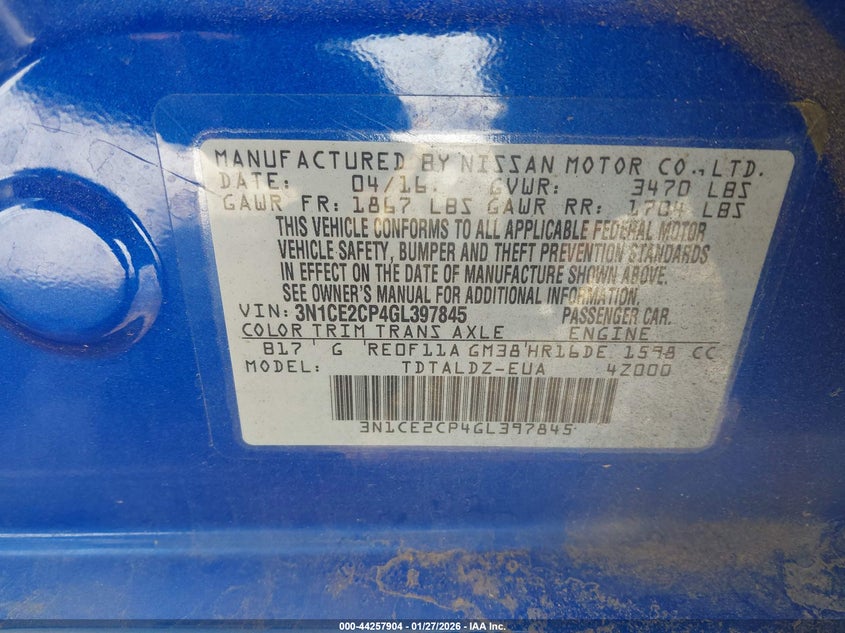 MANUFACTURED BY NISSAN MOTOR CO.,LTD.
DATE: 04/16 GVWR: 3470 LBS
GAWR FR: 1867 LBS GAWR RR: 1704 LBS
THIS VEHICLE CONFORMS TO ALL APPLICABLE FEDERAL MOTOR
VEHICLE SAFETY, BUMPER AND THEFT PREVENTION STANDARDS
IN EFFECT ON THE DATE OF MANUFACTURE SHOWN ABOVE.
SEE OWNER'S MANUAL FOR ADDITIONAL INFORMATION.
VIN: 3N1CE2CP4GL397845 PASSENGER CAR.
COLOR TRIM TRANS AXLE ENGINE
B17 G RE0F11A GM38 HR16DE 1598 CC
MODEL: TDTALDZ-EUA 4Z000
3N1CE2CP4GL397845
000-44257904 | 01/27/2026 - IAA Inc.